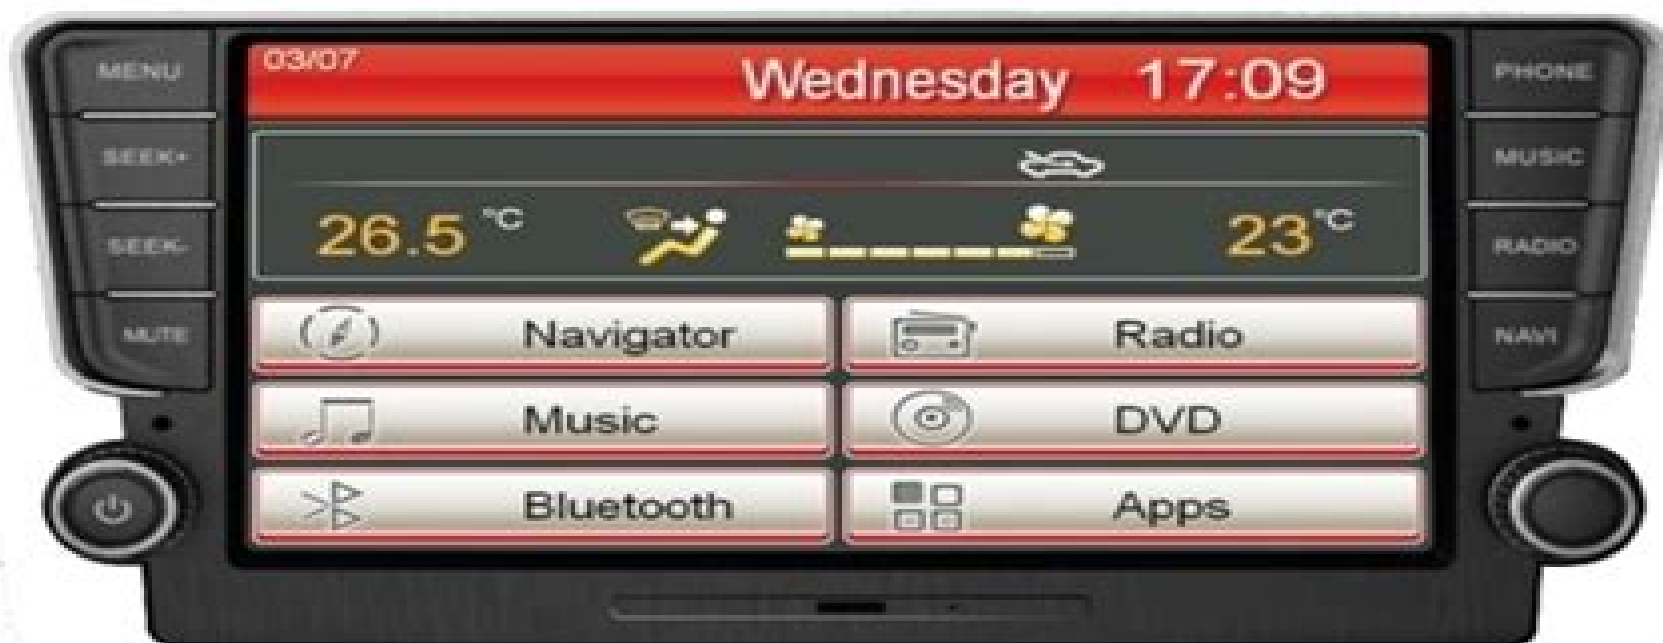 MENU
SEEK+
SEEK-
MUTE
03/07
Wednesday 17:09
26.5 °C
23 °C
Navigator
Radio
Music
DVD
Bluetooth
Apps
PHONE
MUSIC
RADIO
NAVI